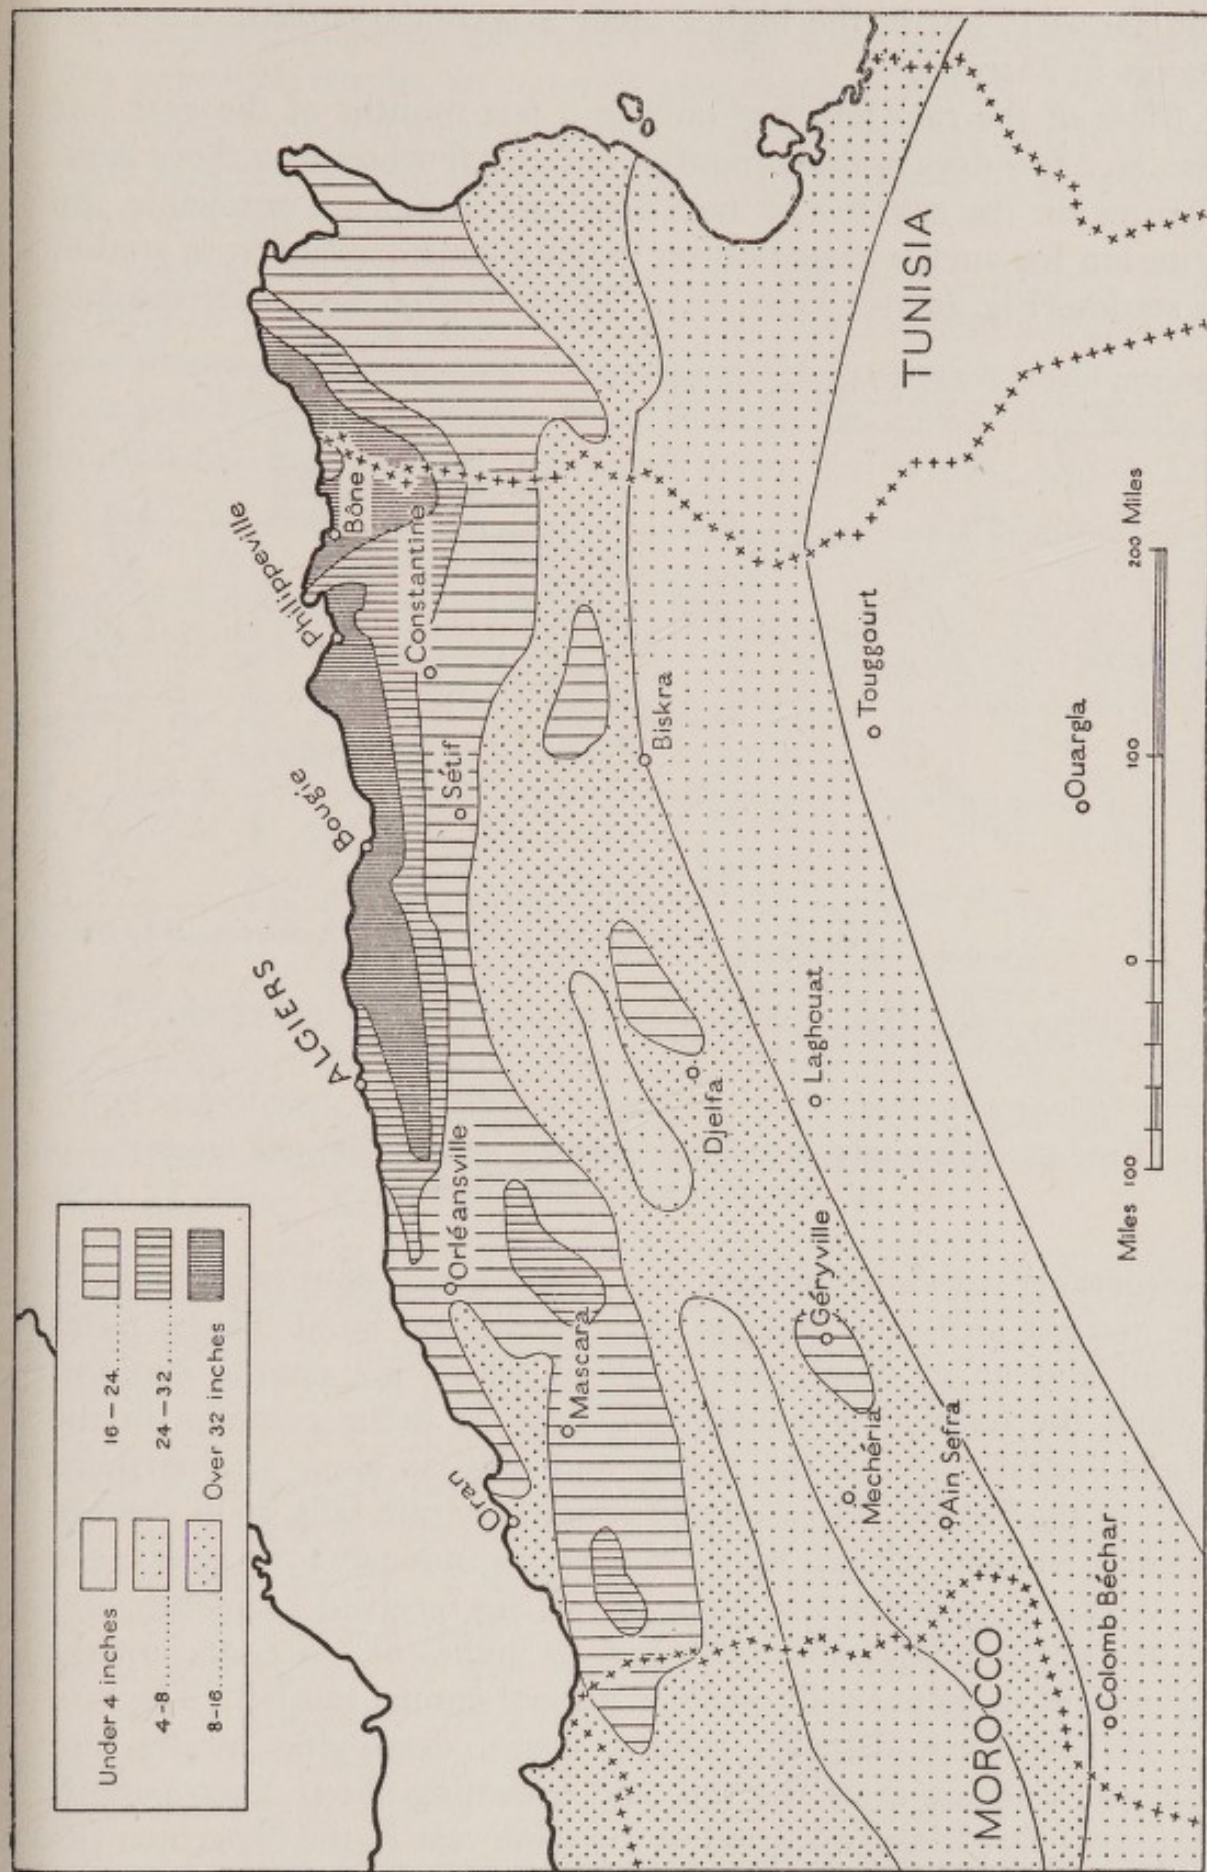 Under 4 inches
4-8
8-16
16-24
24-32
Over 32 inches
ALGIERS
Bougie
Phillippeville
Bône
Constantine
Sétif
Orléansville
Oran
Mascara
Biskra
Djelfa
Laghouat
Géryville
Mechéria
Ain Sefra
Colomb Béchar
Touggourt
Ouargla
TUNISIA
MOROCCO
Miles 100 0 100 200 Miles